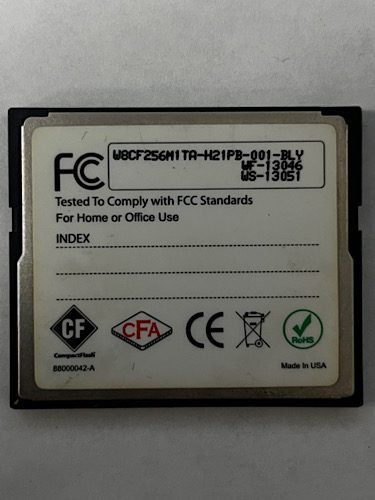 FC
W8CF256M1TA-H21PB-001-BLY
WF-13046
WS-13051
Tested To Comply with FCC Standards
For Home or Office Use
INDEX
CF
CompactFlash
CFA
CE
RoHS
88000042-A
Made In USA